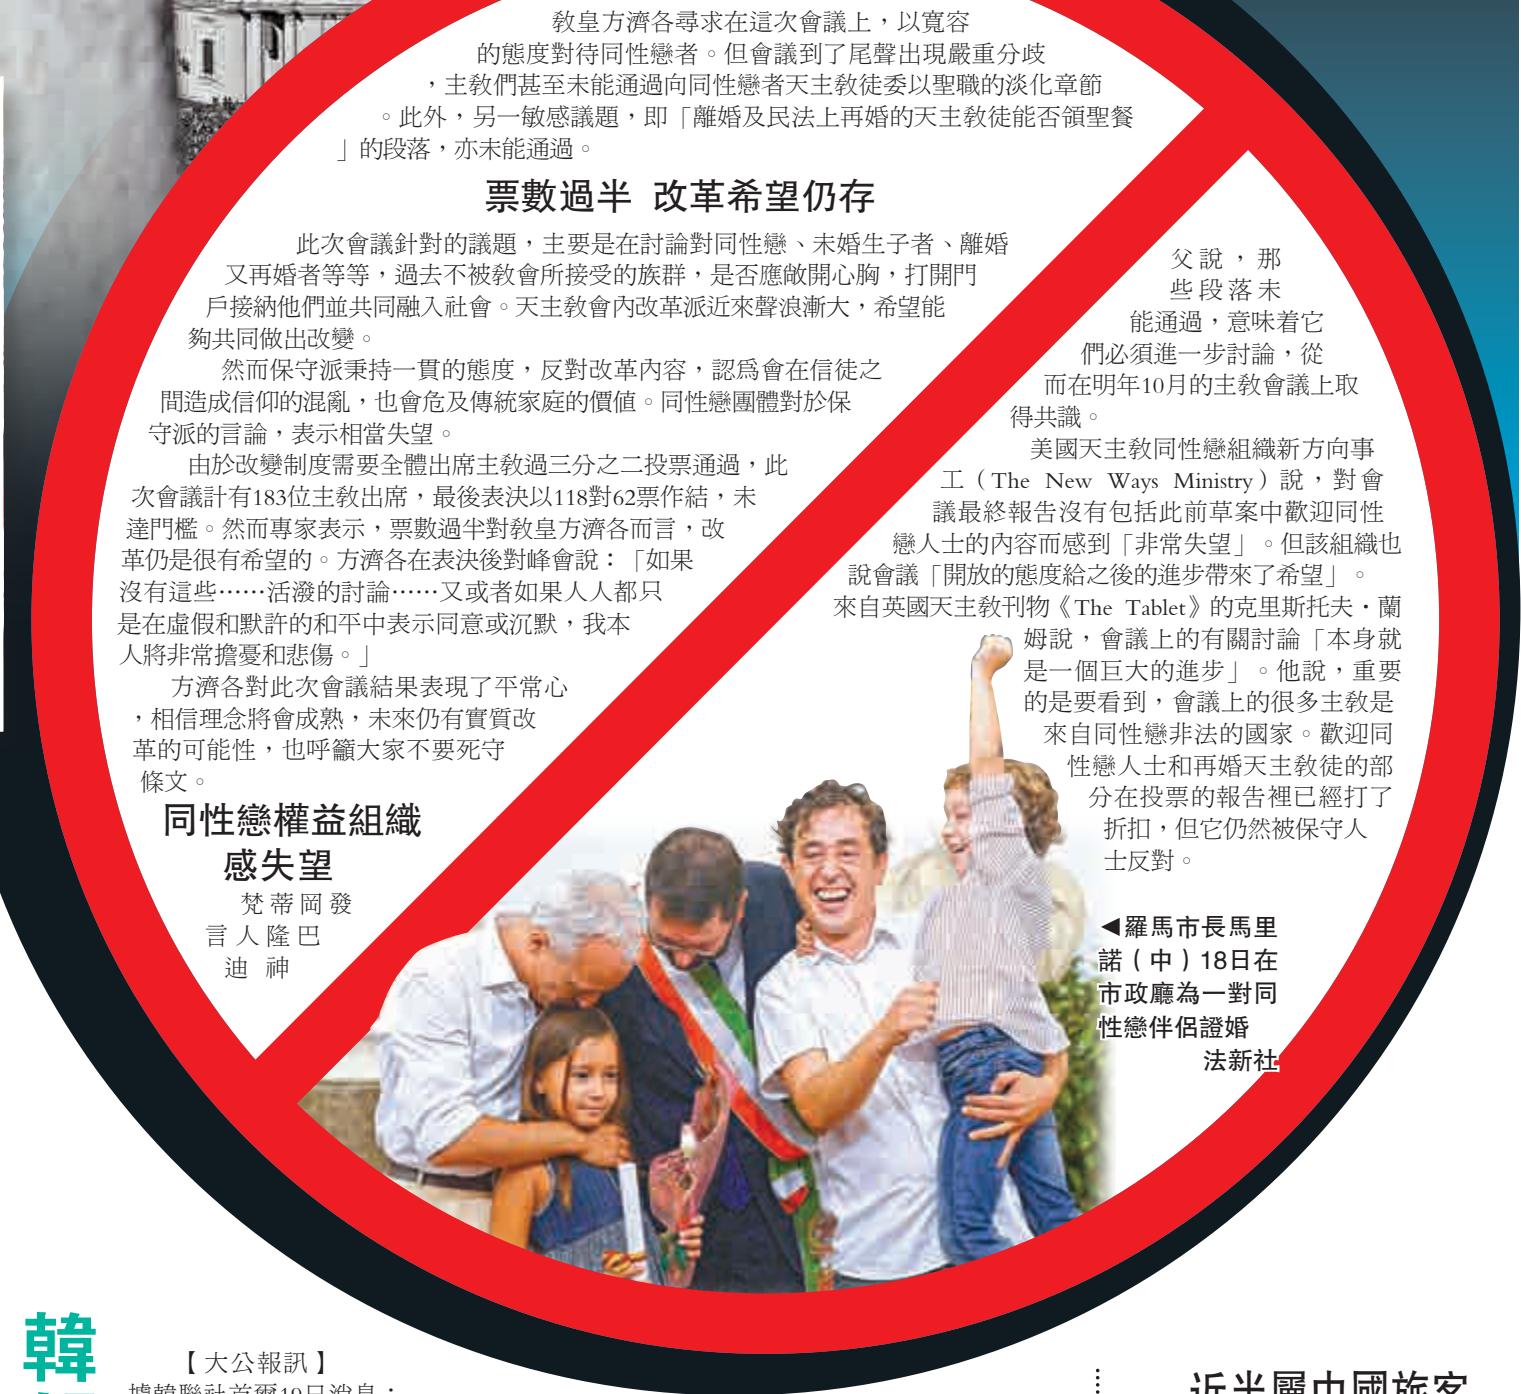 教皇方濟各尋求在這次會議上，以寬容
的態度對待同性戀者。但會議到了尾聲出現嚴重分歧
，主教們甚至未能通過向同性戀者天主教徒委以聖職的淡化章節
。此外，另一敏感議題，即「離婚及民法上再婚的天主教徒能否領聖餐
」的段落，亦未能通過。
票數過半 改革希望仍存
此次會議針對的議題，主要是在討論對同性戀、未婚生子者、離婚
又再婚者等等，過去不被教會所接受的族群，是否應敞開心胸，打開門
戶接納他們並共同融入社會。天主教會內改革派近來聲浪漸大，希望能
夠共同做出改變。
然而保守派秉持一貫的態度，反對改革內容，認爲會在信徒之
間造成信仰的混亂，也會危及傳統家庭的價值。同性戀團體對於保
守派的言論，表示相當失望。
由於改變制度需要全體出席主教過三分之二投票通過，此
次會議計有183位主教出席，最後表決以118對62票作結，未
達門檻。然而專家表示，票數過半對教皇方濟各而言，改
革仍是很有希望的。方濟各在表決後對峰會說：「如果
沒有這些……活潑的討論……又或者如果人人都只
是在虛假和默許的和平中表示同意或沉默，我本
人將非常擔憂和悲傷。」
方濟各對此次會議結果表現了平常心
，相信理念將會成熟，未來仍有實質改
革的可能性，也呼籲大家不要死守
條文。
同性戀權益組織
感失望
梵蒂岡發
言人隆巴
迪神
父說，那
些段落未
能通過，意味着它
們必須進一步討論，從
而在明年10月的主教會議上取
得共識。
美國天主教同性戀組織新方向事
工（The New Ways Ministry）說，對會
議最終報告沒有包括此前草案中歡迎同性
戀人士的內容而感到「非常失望」。但該組織也
說會議「開放的態度給之後的進步帶來了希望」。
來自英國天主教刊物《The Tablet》的克里斯托夫・蘭
姆說，會議上的有關討論「本身就
是一個巨大的進步」。他說，重要
的是要看到，會議上的很多主教是
來自同性戀非法的國家。歡迎同
性戀人士和再婚天主教徒的部
分在投票的報告裡已經打了
折扣，但它仍然被保守人
士反對。
◀羅馬市長馬里
諾（中）18日在
市政廳為一對同
性戀伴侶證婚
法新社
韓
【大公報訊】
據韓聯社首爾19日消息：
近半屬中國旅客